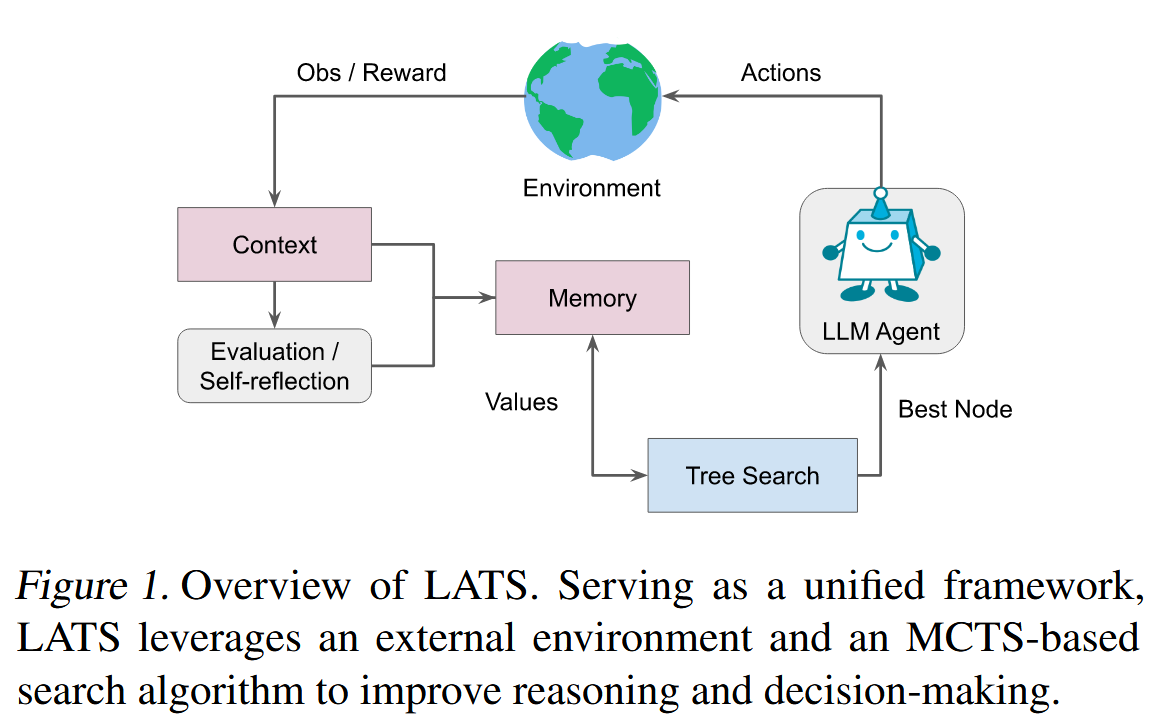 Obs / Reward
Actions
Environment
Context
Memory
Evaluation /
Self-reflection
LLM Agent
Values
Best Node
Tree Search
Figure 1. Overview of LATS. Serving as a unified framework,
LATS leverages an external environment and an MCTS-based
search algorithm to improve reasoning and decision-making.